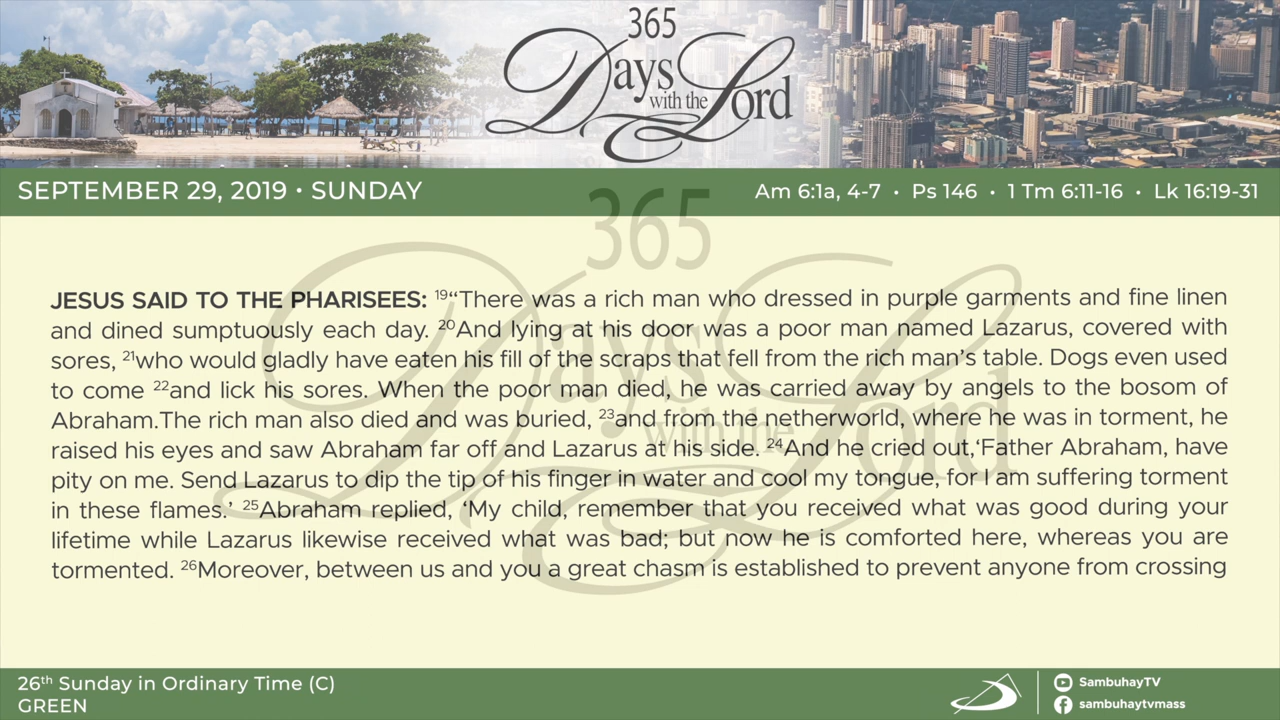 365
Days with the Lord
SEPTEMBER 29, 2019 • SUNDAY
Am 6:1a, 4-7 • Ps 146 • 1 Tm 6:11-16 • Lk 16:19-31
365
Days with the Lord
JESUS SAID TO THE PHARISEES: 19“There was a rich man who dressed in purple garments and fine linen
and dined sumptuously each day. 20And lying at his door was a poor man named Lazarus, covered with
sores, 21who would gladly have eaten his fill of the scraps that fell from the rich man’s table. Dogs even used
to come 22and lick his sores. When the poor man died, he was carried away by angels to the bosom of
Abraham.The rich man also died and was buried, 23and from the netherworld, where he was in torment, he
raised his eyes and saw Abraham far off and Lazarus at his side. 24And he cried out,‘Father Abraham, have
pity on me. Send Lazarus to dip the tip of his finger in water and cool my tongue, for I am suffering torment
in these flames.’ 25Abraham replied, ‘My child, remember that you received what was good during your
lifetime while Lazarus likewise received what was bad; but now he is comforted here, whereas you are
tormented. 26Moreover, between us and you a great chasm is established to prevent anyone from crossing
26th Sunday in Ordinary Time (C)
GREEN
SambuhayTV
sambuhaytvmass